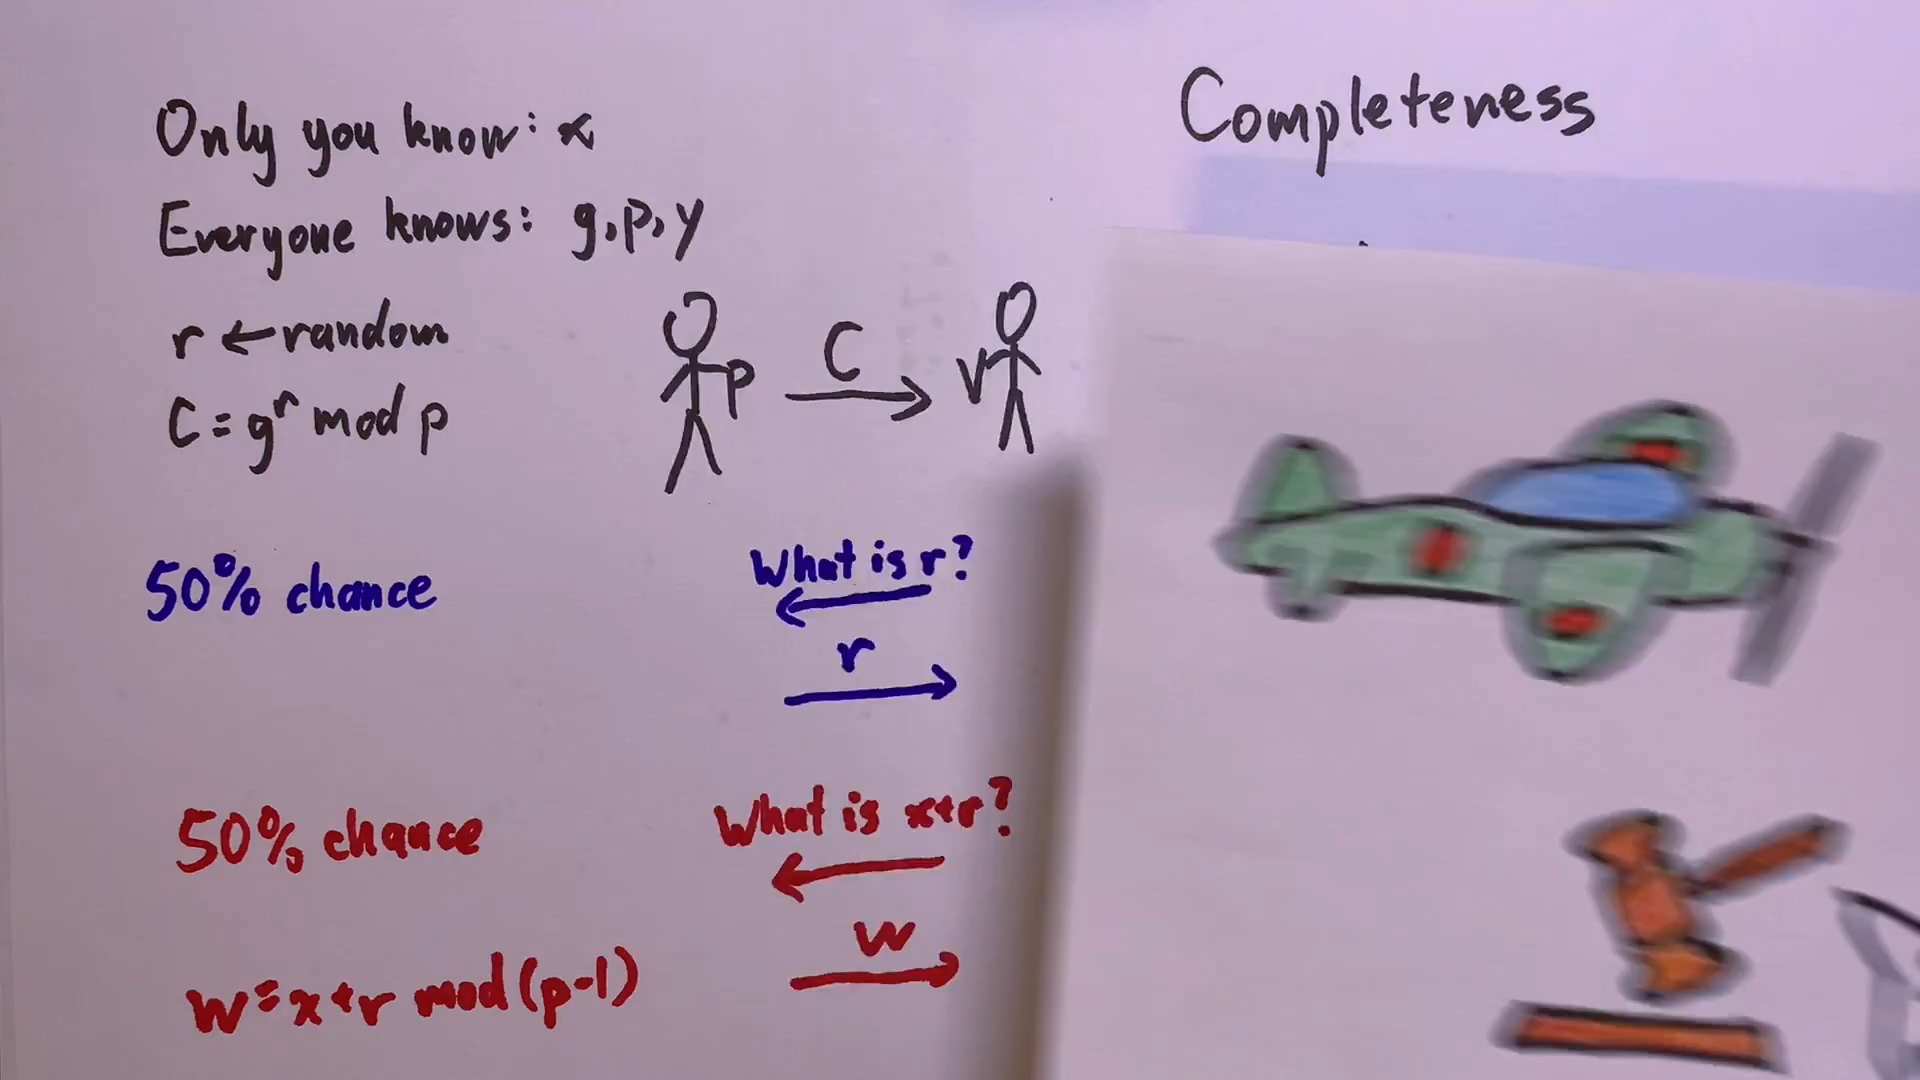 Only you know: x
Everyone knows: g, p, y
r ← random
C = g^r mod p
P
C
V
Completeness
50% chance
What is r?
r
50% chance
What is x+r?
w
w = x + r mod (p-1)